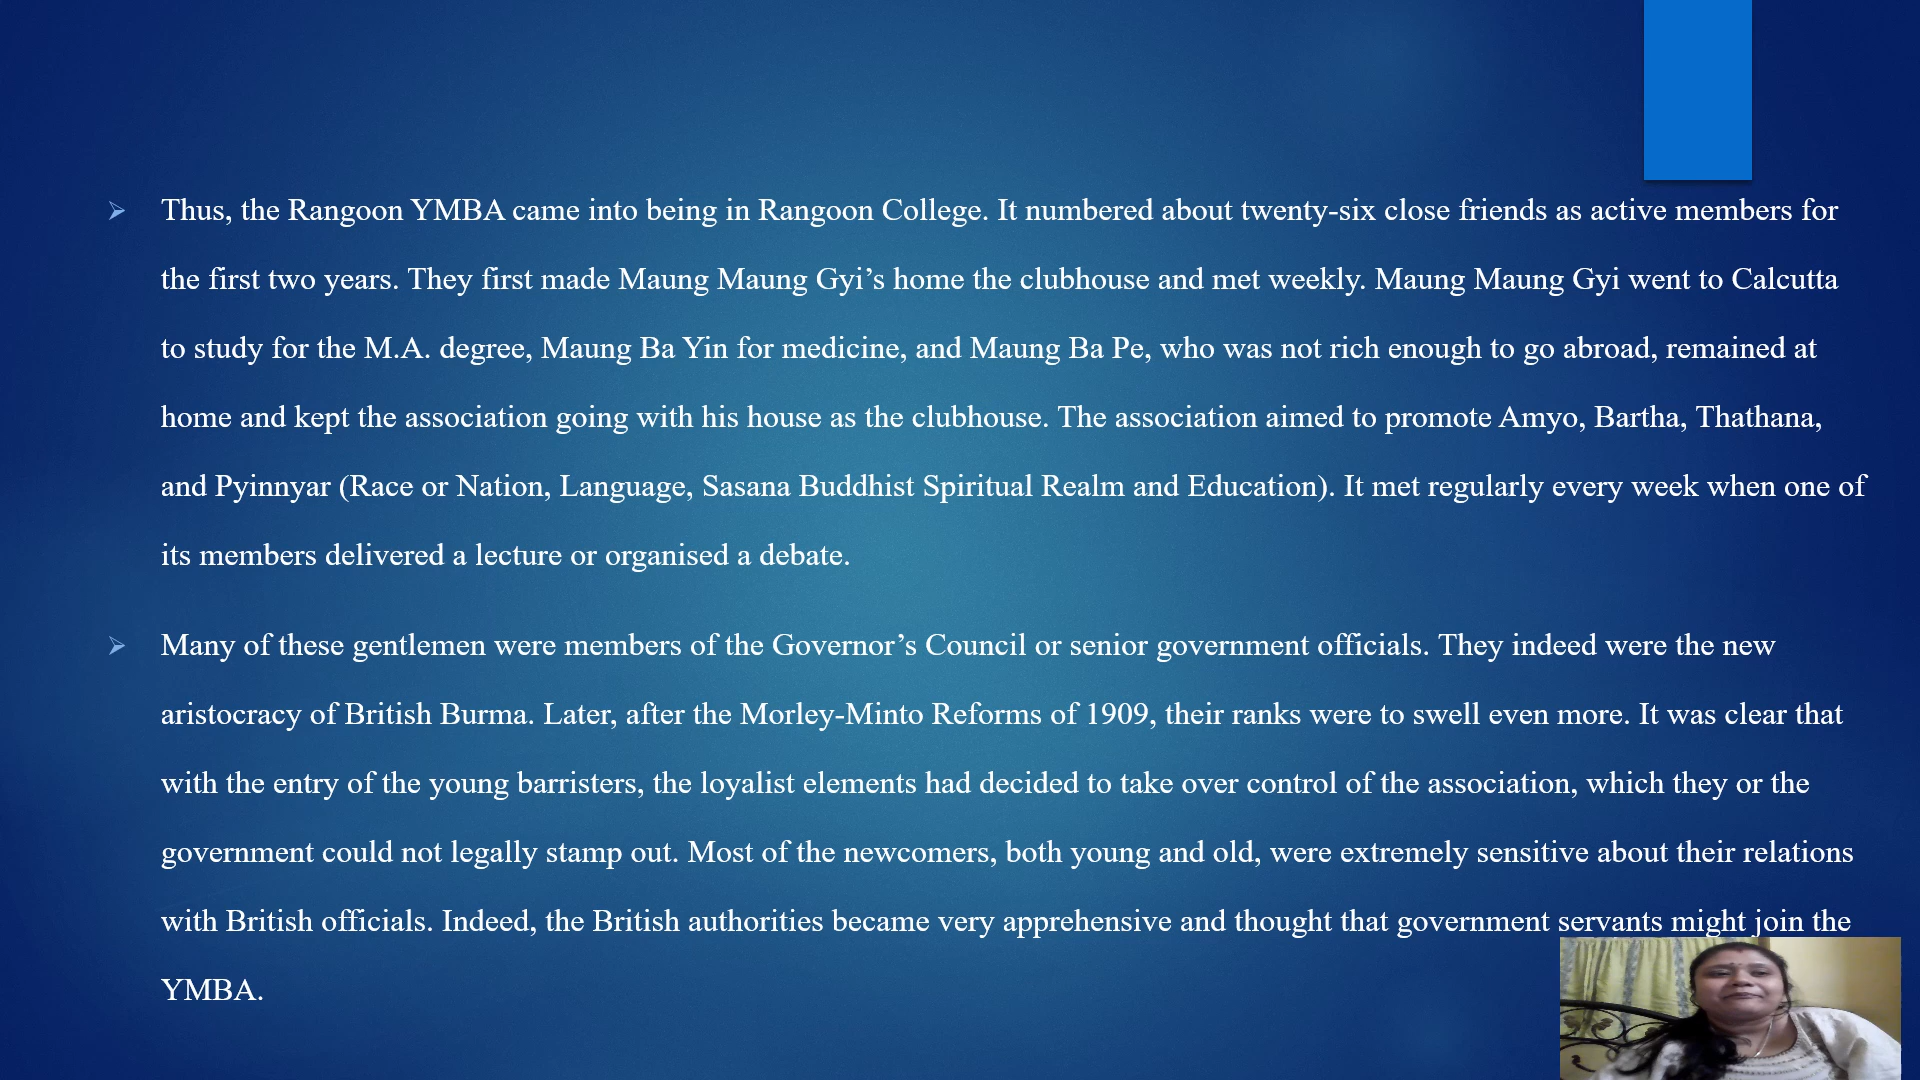 Thus, the Rangoon YMBA came into being in Rangoon College. It numbered about twenty-six close friends as active members for
the first two years. They first made Maung Maung Gyi’s home the clubhouse and met weekly. Maung Maung Gyi went to Calcutta
to study for the M.A. degree, Maung Ba Yin for medicine, and Maung Ba Pe, who was not rich enough to go abroad, remained at
home and kept the association going with his house as the clubhouse. The association aimed to promote Amyo, Bartha, Thathana,
and Pyinnyar (Race or Nation, Language, Sasana Buddhist Spiritual Realm and Education). It met regularly every week when one of
its members delivered a lecture or organised a debate.
Many of these gentlemen were members of the Governor’s Council or senior government officials. They indeed were the new
aristocracy of British Burma. Later, after the Morley-Minto Reforms of 1909, their ranks were to swell even more. It was clear that
with the entry of the young barristers, the loyalist elements had decided to take over control of the association, which they or the
government could not legally stamp out. Most of the newcomers, both young and old, were extremely sensitive about their relations
with British officials. Indeed, the British authorities became very apprehensive and thought that government servants might join the
YMBA.